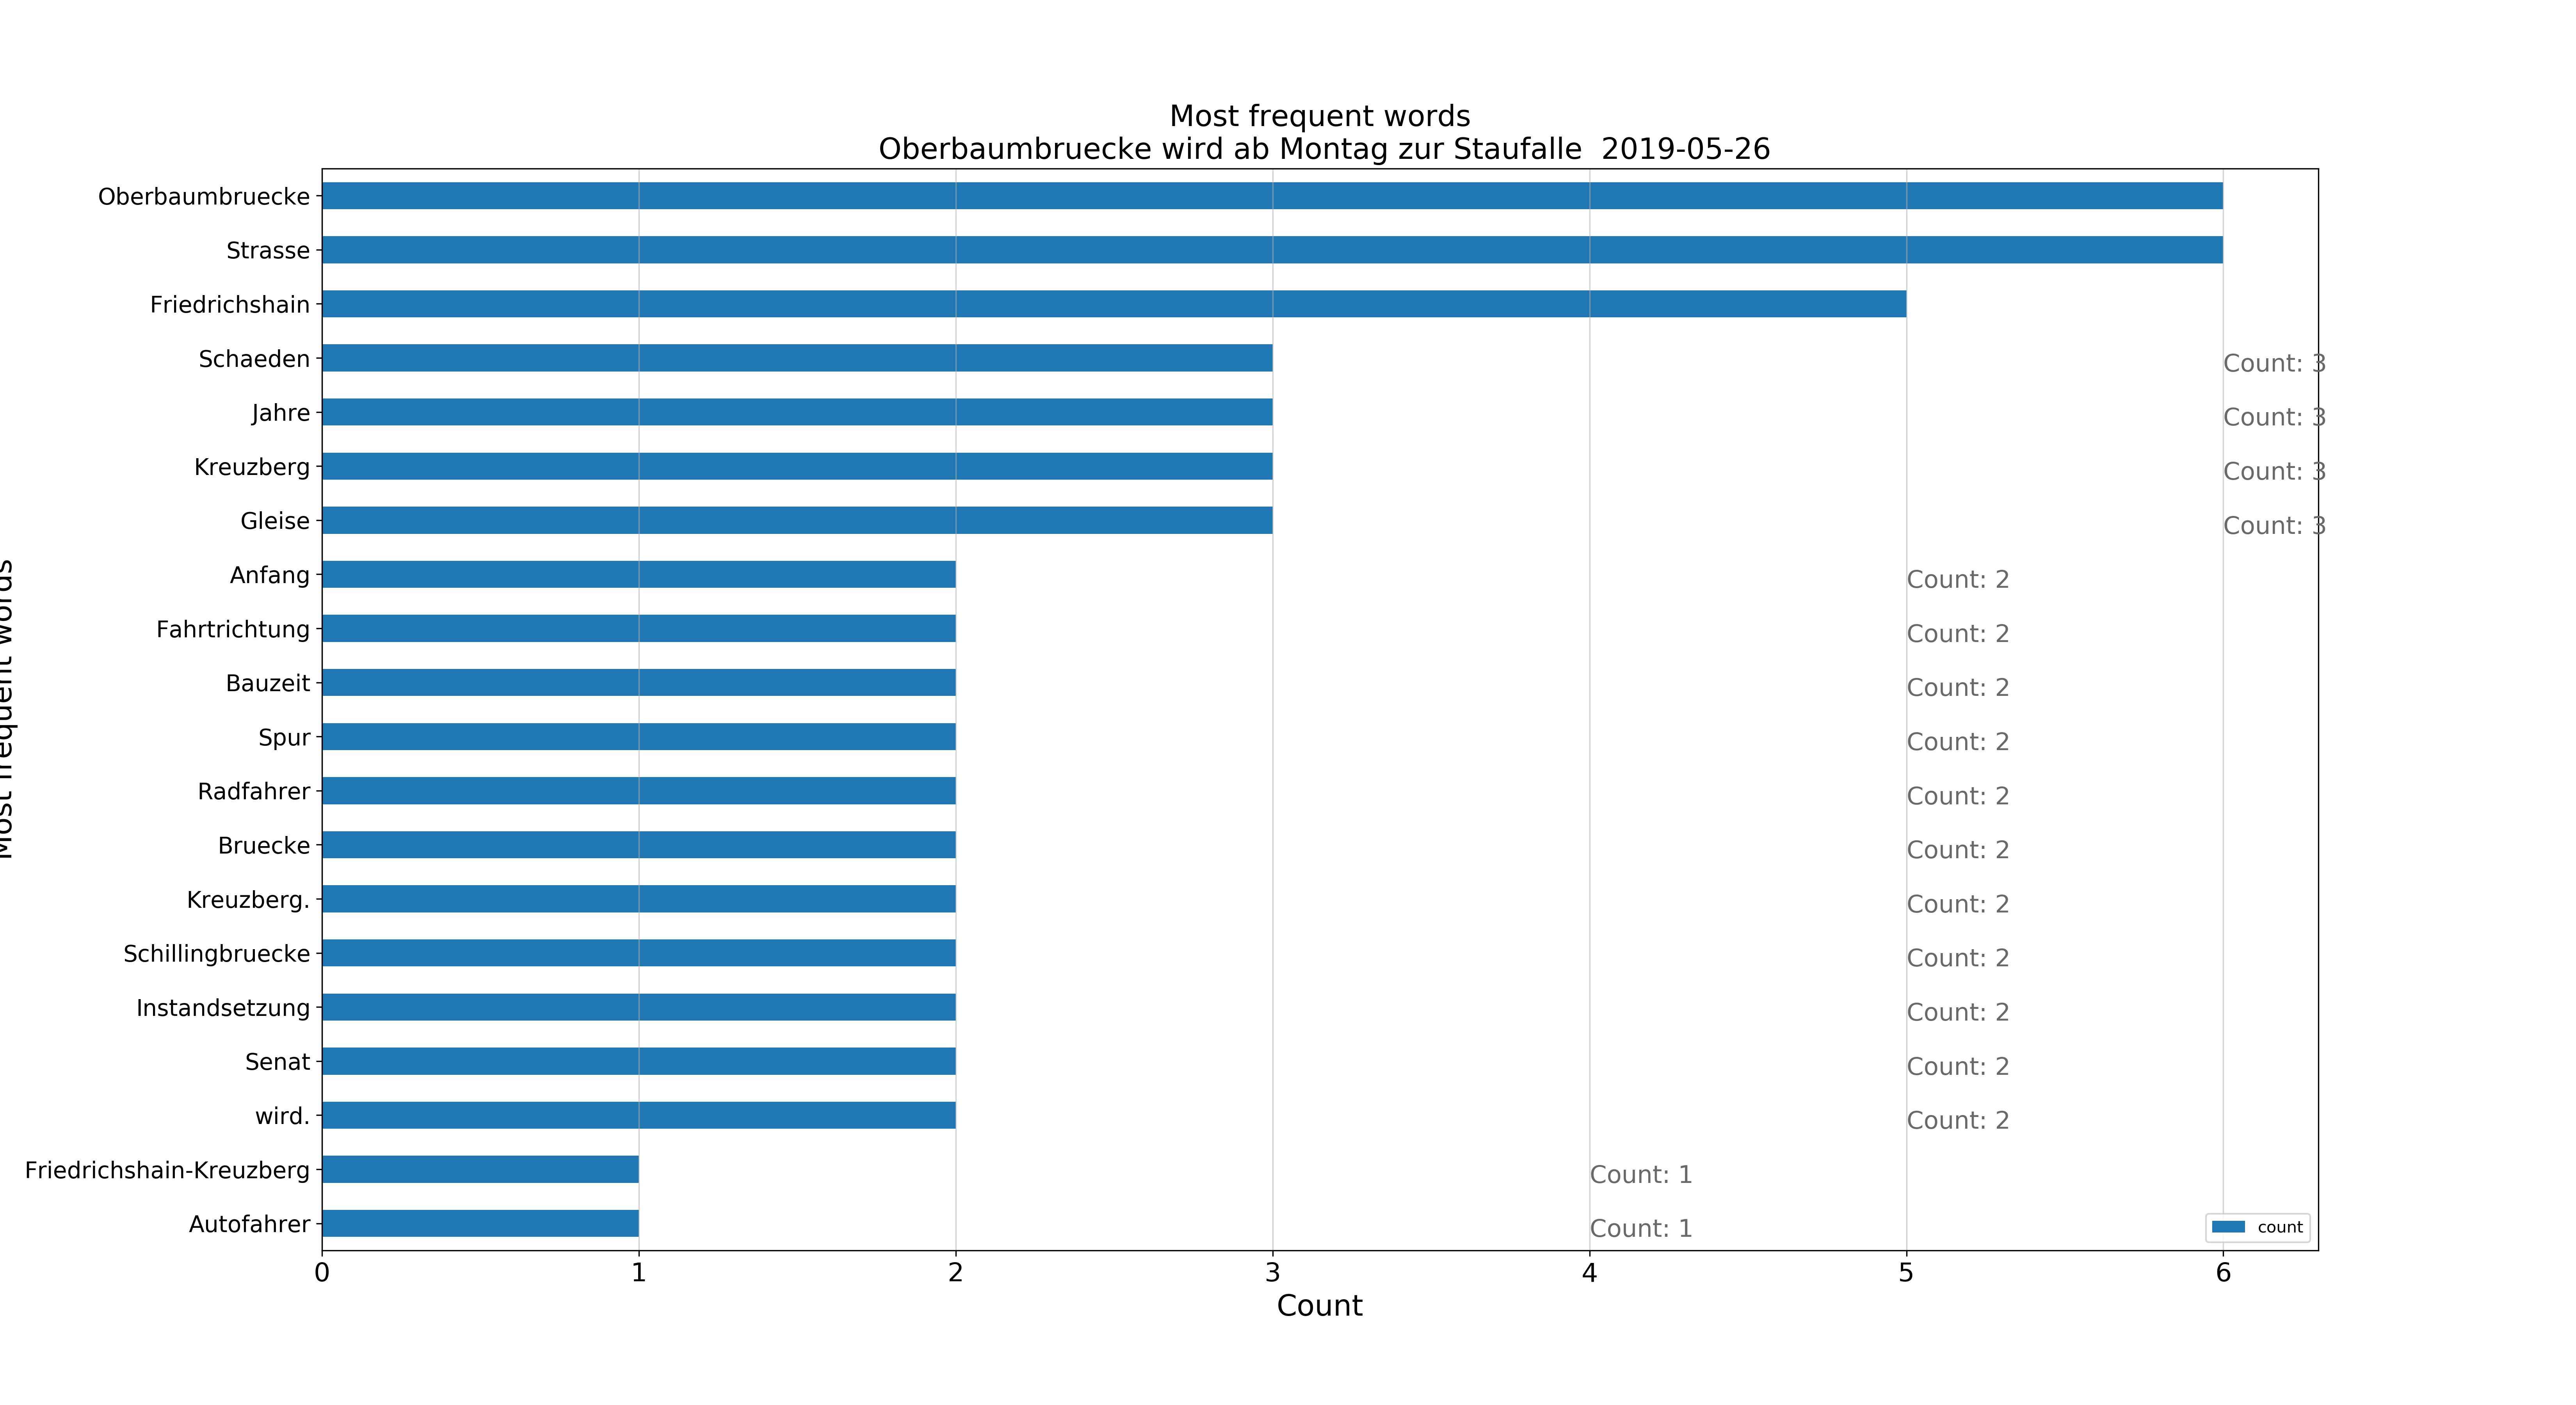 Most frequent words
Oberbaumbruecke wird ab Montag zur Staufalle  2019-05-26
Most frequent words
Oberbaumbruecke
Strasse
Friedrichshain
Schaeden Count: 3
Jahre Count: 3
Kreuzberg Count: 3
Gleise Count: 3
Anfang Count: 2
Fahrtrichtung Count: 2
Bauzeit Count: 2
Spur Count: 2
Radfahrer Count: 2
Bruecke Count: 2
Kreuzberg. Count: 2
Schillingbruecke Count: 2
Instandsetzung Count: 2
Senat Count: 2
wird. Count: 2
Friedrichshain-Kreuzberg Count: 1
Autofahrer Count: 1
count
0 1 2 3 4 5 6
Count